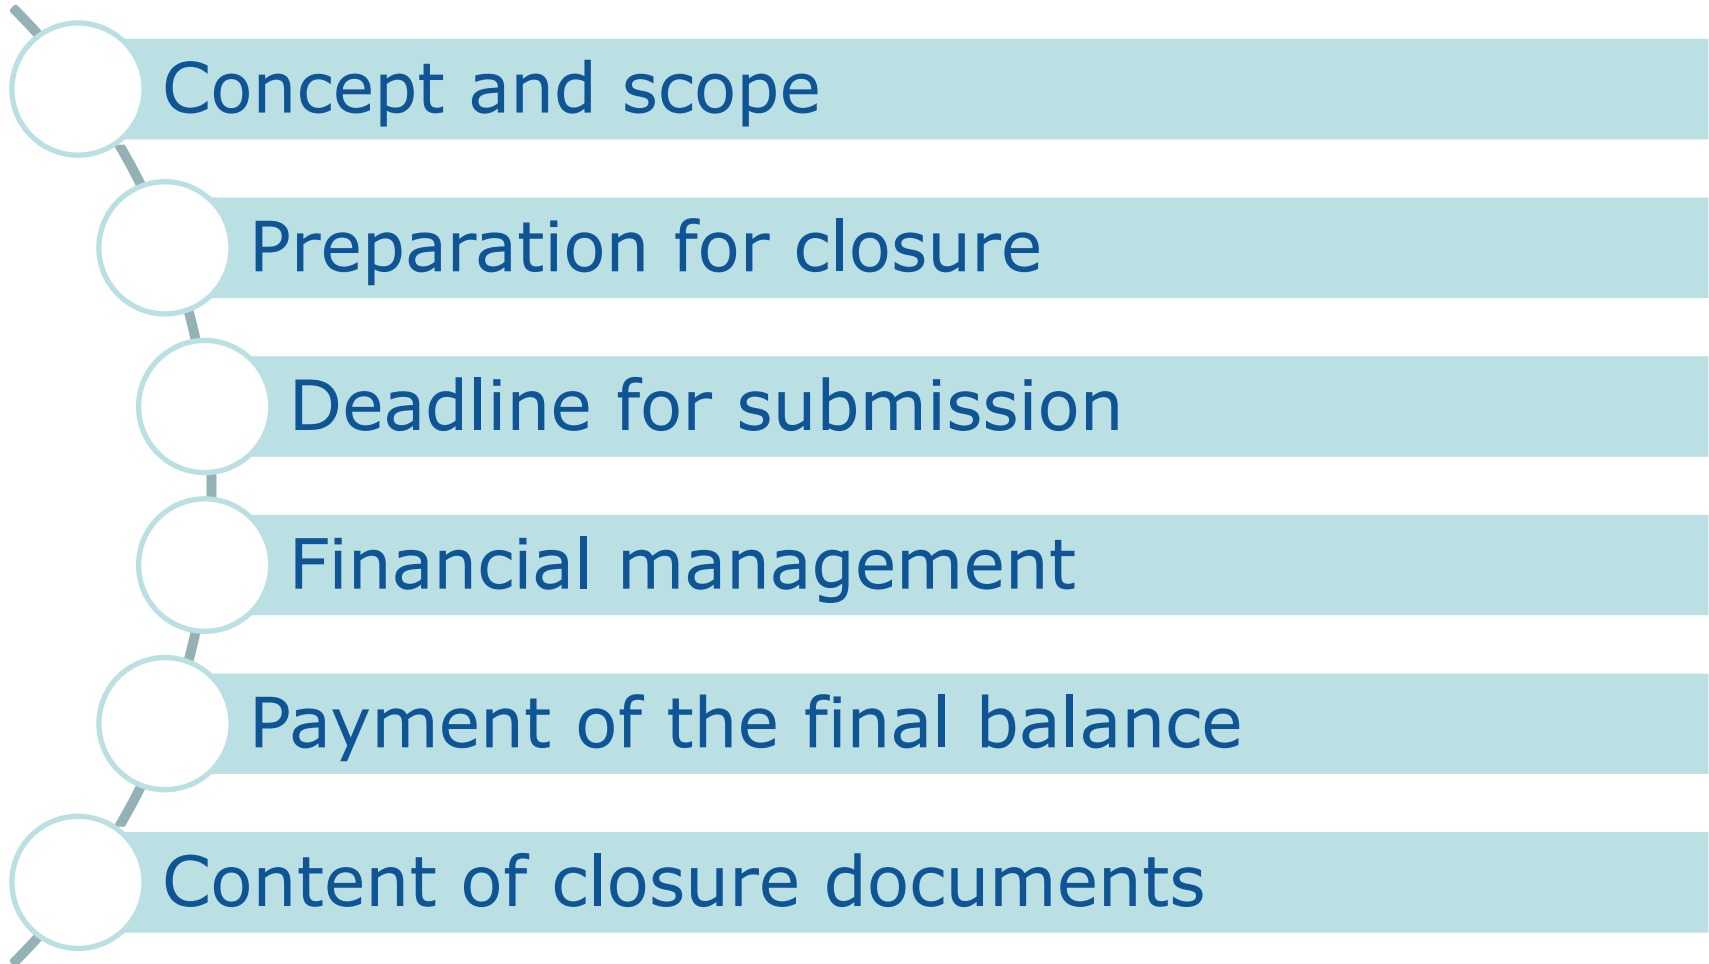 Concept and scope
Preparation for closure
Deadline for submission
Financial management
Payment of the final balance
Content of closure documents